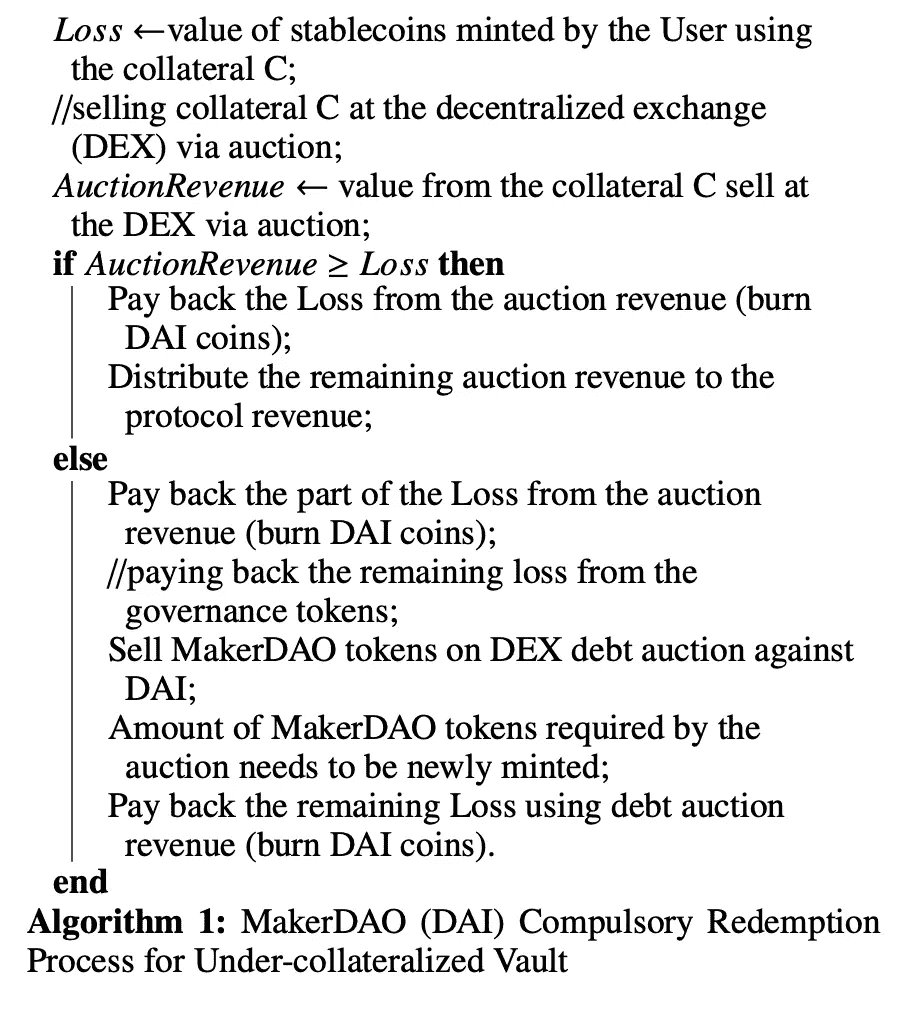 Loss ←value of stablecoins minted by the User using
the collateral C;
//selling collateral C at the decentralized exchange
(DEX) via auction;
AuctionRevenue ← value from the collateral C sell at
the DEX via auction;
if AuctionRevenue ≥ Loss then
Pay back the Loss from the auction revenue (burn
DAI coins);
Distribute the remaining auction revenue to the
protocol revenue;
else
Pay back the part of the Loss from the auction
revenue (burn DAI coins);
//paying back the remaining loss from the
governance tokens;
Sell MakerDAO tokens on DEX debt auction against
DAI;
Amount of MakerDAO tokens required by the
auction needs to be newly minted;
Pay back the remaining Loss using debt auction
revenue (burn DAI coins).
end
Algorithm 1: MakerDAO (DAI) Compulsory Redemption
Process for Under-collateralized Vault